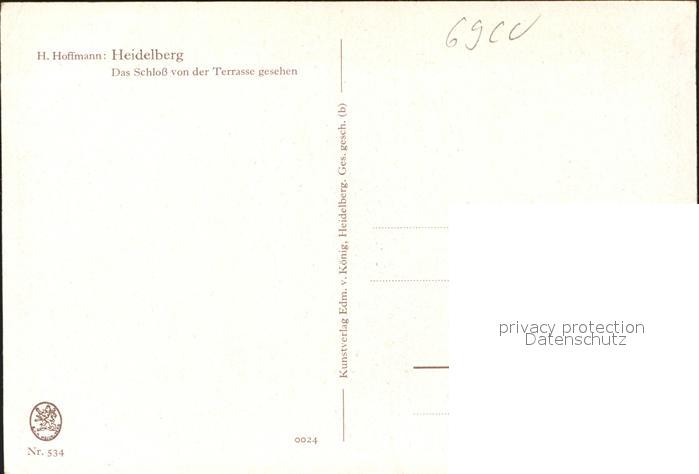 H. Hoffmann: Heidelberg
Das Schloß von der Terrasse gesehen
Kunstverlag Edm. v. König, Heidelberg. Ges. gesch. (b)
privacy protection
Datenschutz
0024
Nr. 534